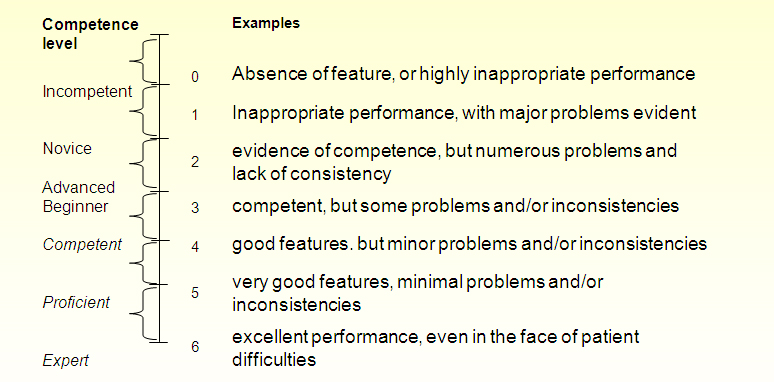 Competence level
Examples
0 Absence of feature, or highly inappropriate performance
Incompetent
1 Inappropriate performance, with major problems evident
Novice
2 evidence of competence, but numerous problems and
lack of consistency
Advanced
Beginner
3 competent, but some problems and/or inconsistencies
Competent
4 good features. but minor problems and/or inconsistencies
5 very good features, minimal problems and/or
inconsistencies
Proficient
6 excellent performance, even in the face of patient
difficulties
Expert